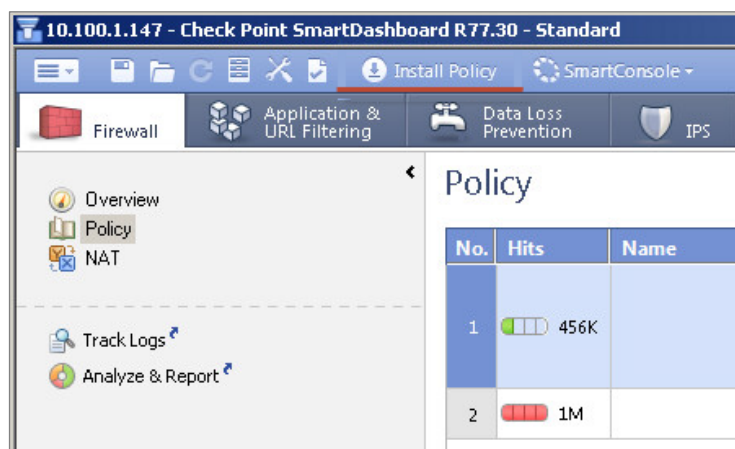 10.100.1.147 - Check Point SmartDashboard R77.30 - Standard
Install Policy SmartConsole
Firewall
Application & URL Filtering
Data Loss Prevention
IPS
Overview
Policy
NAT
Track Logs
Analyze & Report
Policy
No. Hits Name
1 456K
2 1M